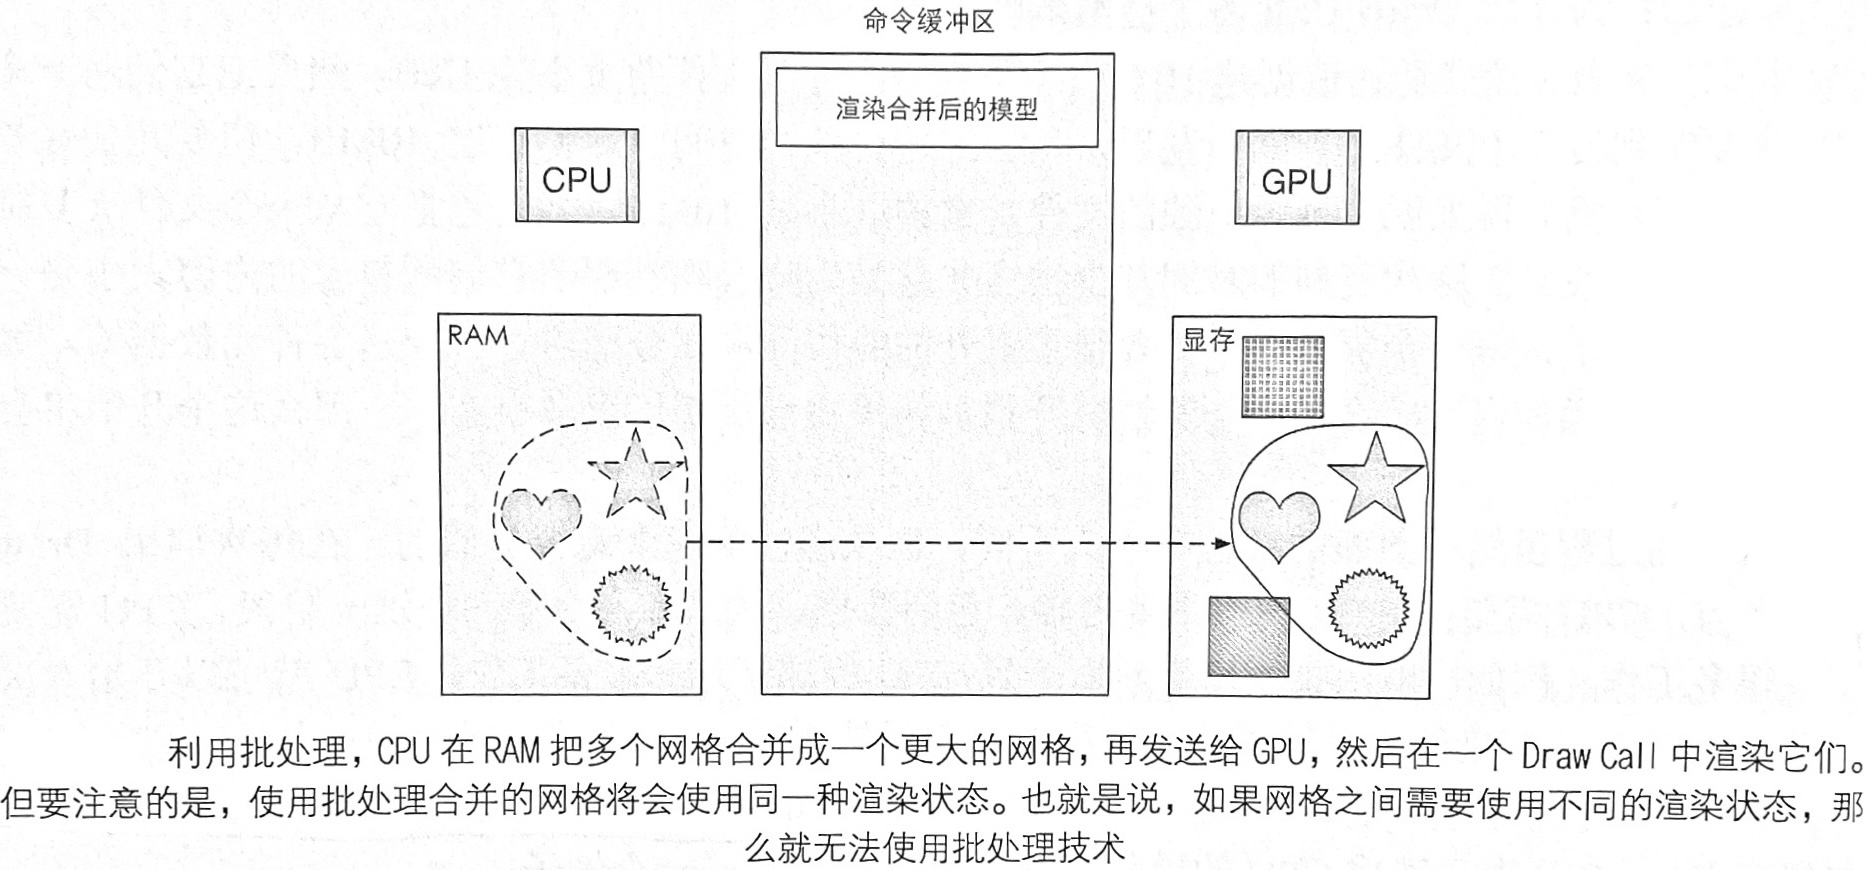 命令缓冲区
渲染合并后的模型
CPU
GPU
RAM
显存
利用批处理，CPU 在 RAM 把多个网格合并成一个更大的网格，再发送给 GPU，然后在一个 Draw Call 中渲染它们。
但要注意的是，使用批处理合并的网格将会使用同一种渲染状态。也就是说，如果网格之间需要使用不同的渲染状态，那
么就无法使用批处理技术